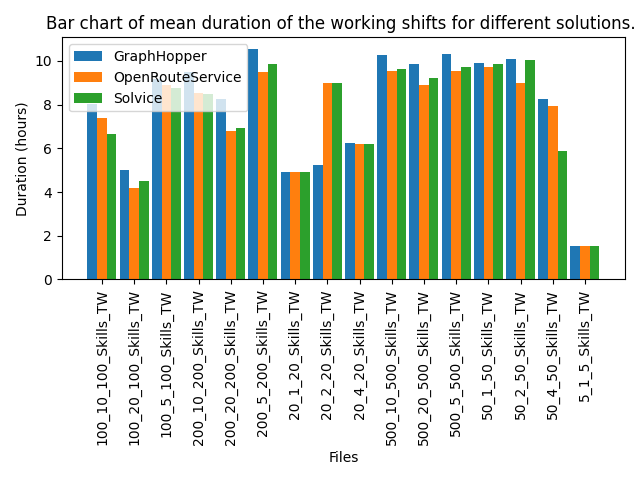 Bar chart of mean duration of the working shifts for different solutions.
GraphHopper
OpenRouteService
Solvice
Duration (hours)
10
8
6
4
2
0
100_10_100_Skills_TW
100_20_100_Skills_TW
100_5_100_Skills_TW
200_10_200_Skills_TW
200_20_200_Skills_TW
200_5_200_Skills_TW
20_1_20_Skills_TW
20_2_20_Skills_TW
20_4_20_Skills_TW
500_10_500_Skills_TW
500_20_500_Skills_TW
500_5_500_Skills_TW
50_1_50_Skills_TW
50_2_50_Skills_TW
50_4_50_Skills_TW
5_1_5_Skills_TW
Files